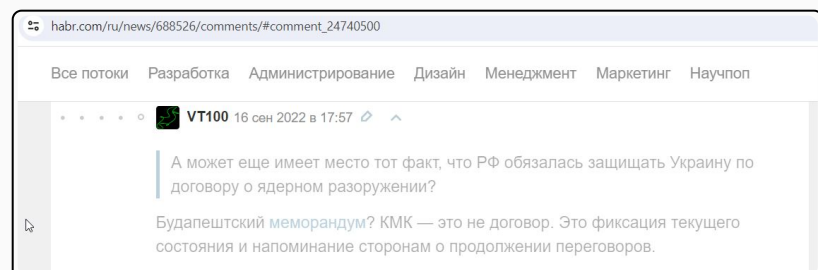 habr.com/ru/news/688526/comments/#comment_24740500
Все потоки Разработка Администрирование Дизайн Менеджмент Маркетинг Научпоп
VT100 16 сен 2022 в 17:57
А может еще имеет место тот факт, что РФ обязалась защищать Украину по
договору о ядерном разоружении?
Будапештский меморандум? КМК — это не договор. Это фиксация текущего
состояния и напоминание сторонам о продолжении переговоров.